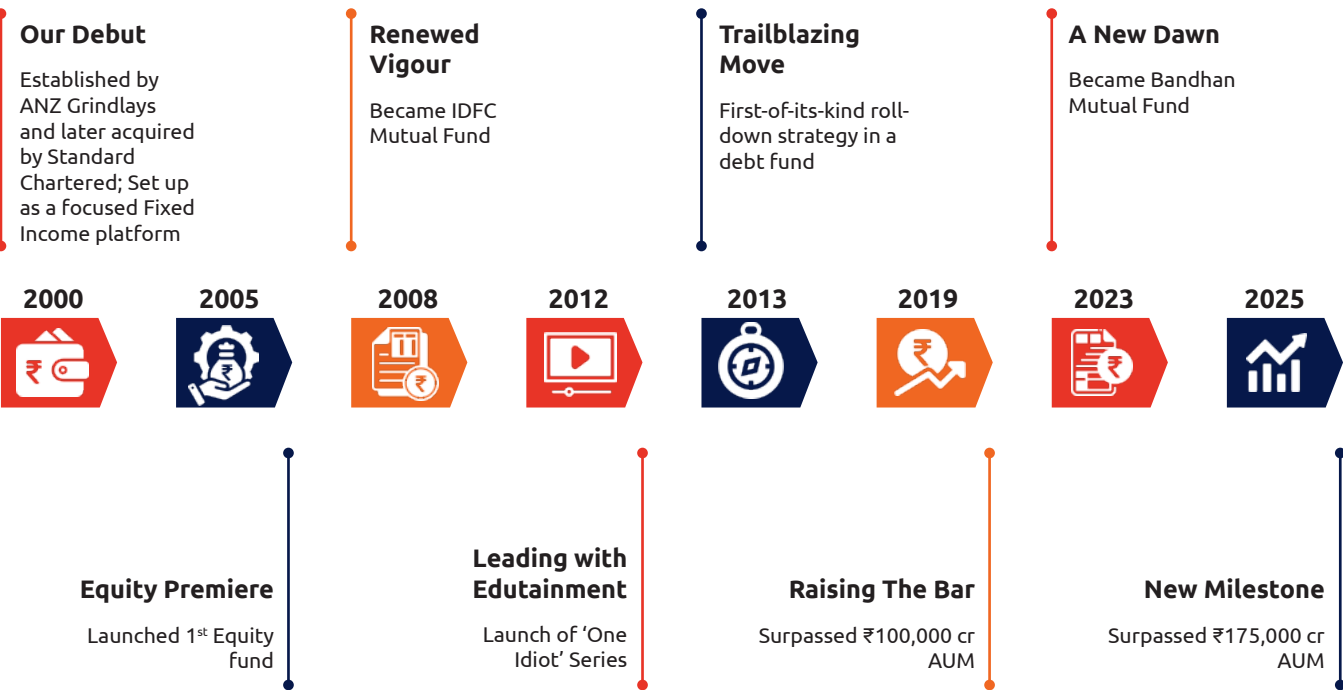 Our Debut
Established by
ANZ Grindlays
and later acquired
by Standard
Chartered; Set up
as a focused Fixed
Income platform
Renewed
Vigour
Became IDFC
Mutual Fund
Trailblazing
Move
First-of-its-kind roll-
down strategy in a
debt fund
A New Dawn
Became Bandhan
Mutual Fund
2000
2005
2008
2012
2013
2019
2023
2025
₹
₹
₹
₹
₹
Equity Premiere
Launched 1st Equity
fund
Leading with
Edutainment
Launch of ‘One
Idiot’ Series
Raising The Bar
Surpassed ₹100,000 cr
AUM
New Milestone
Surpassed ₹175,000 cr
AUM